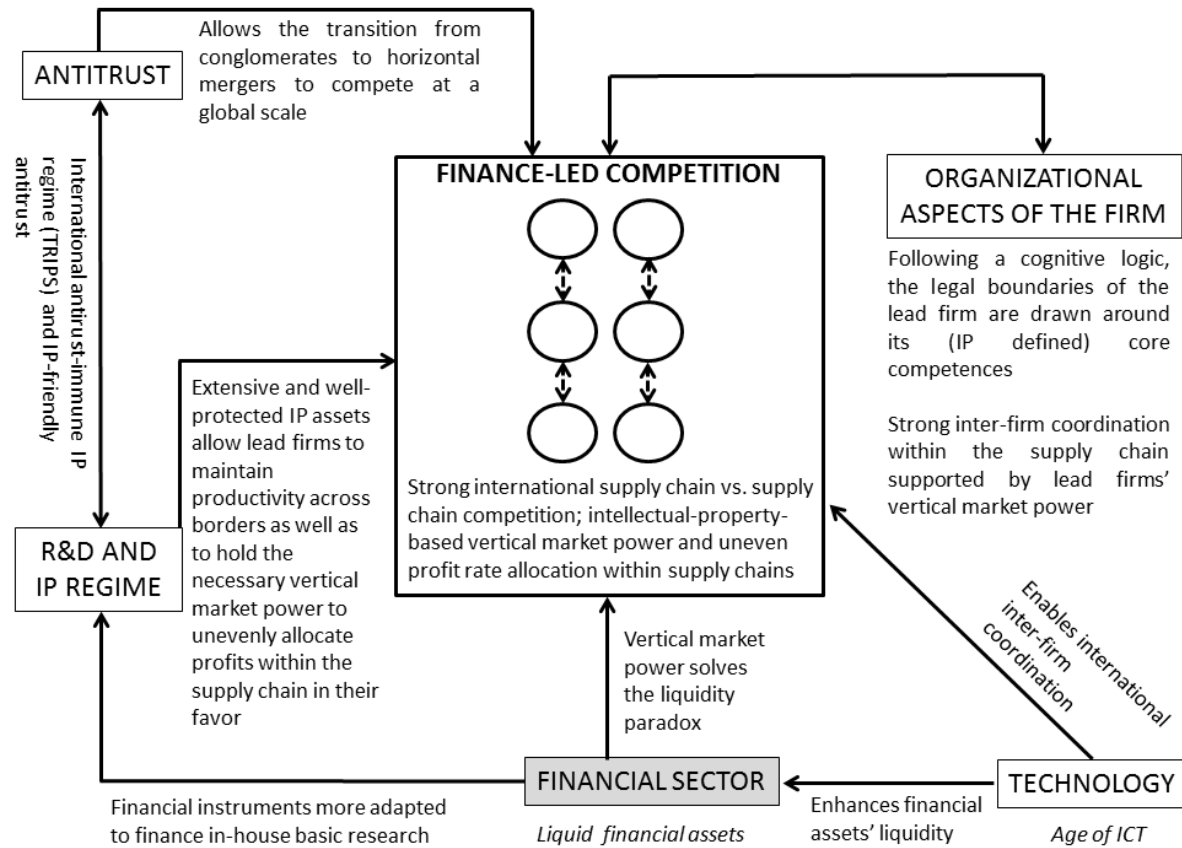 Allows the transition from
conglomerates to horizontal
mergers to compete at a
global scale
ANTITRUST
International antirust-immune IP
regime (TRIPS) and IP-friendly
antitrust
R&D AND
IP REGIME
Extensive and well-
protected IP assets
allow lead firms to
maintain
productivity across
borders as well as
to hold the
necessary vertical
market power to
unevenly allocate
profits within the
supply chain in their
favor
FINANCE-LED COMPETITION
Strong international supply chain vs. supply
chain competition; intellectual-property-
based vertical market power and uneven
profit rate allocation within supply chains
ORGANIZATIONAL
ASPECTS OF THE FIRM
Following a cognitive logic,
the legal boundaries of the
lead firm are drawn around
its (IP defined) core
competences
Strong inter-firm coordination
within the supply chain
supported by lead firms'
vertical market power
Vertical market
power solves
the liquidity
paradox
Enables international
inter-firm
coordination
FINANCIAL SECTOR
TECHNOLOGY
Financial instruments more adapted
to finance in-house basic research
Liquid financial assets
Enhances financial
assets' liquidity
Age of ICT